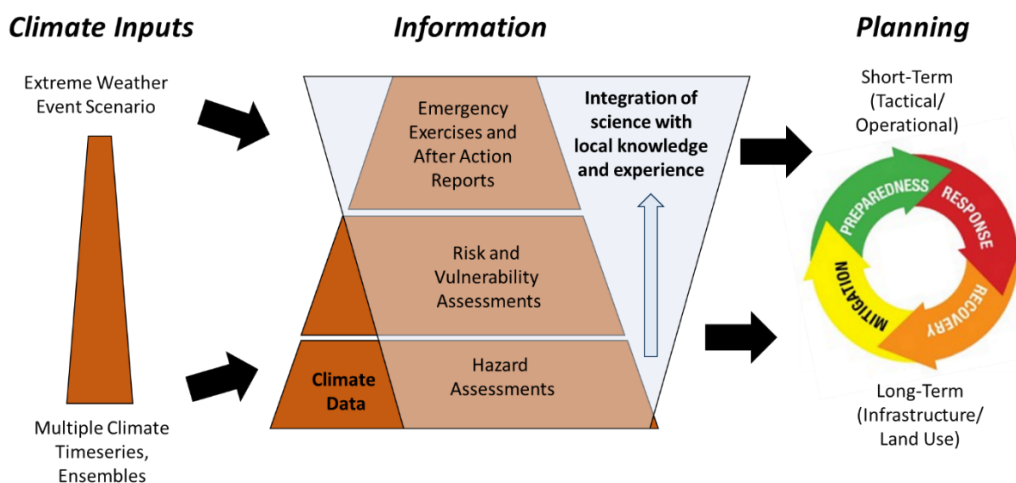 Climate Inputs
Extreme Weather
Event Scenario
Multiple Climate
Timeseries,
Ensembles
Information
Emergency
Exercises and
After Action
Reports
Integration of
science with
local knowledge
and experience
Risk and
Vulnerability
Assessments
Climate
Data
Hazard
Assessments
Planning
Short-Term
(Tactical/
Operational)
PREPAREDNESS
RESPONSE
RECOVERY
MITIGATION
Long-Term
(Infrastructure/
Land Use)